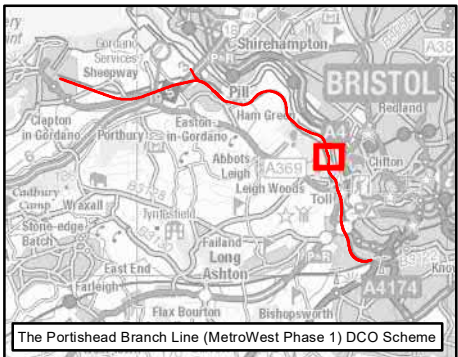 Gordano
Services
Shirehampton
A38
Sheepway
P&R
BRISTOL
Pill
Redland
Clapton
in-Gordano
Portbury
Easton-
in-Gordano
Ham Green
A4
Abbots
Leigh
A369
Clifton
Leigh Woods
Cadbury
Camp
Wraxall
B3128
Tyntesfield
Toll
Stone-edge
Batch
B3130
Failand
Long
Ashton
P&R
East End
Farleigh
A4174
Flax Bourton
Bishopsworth
The Portishead Branch Line (MetroWest Phase 1) DCO Scheme